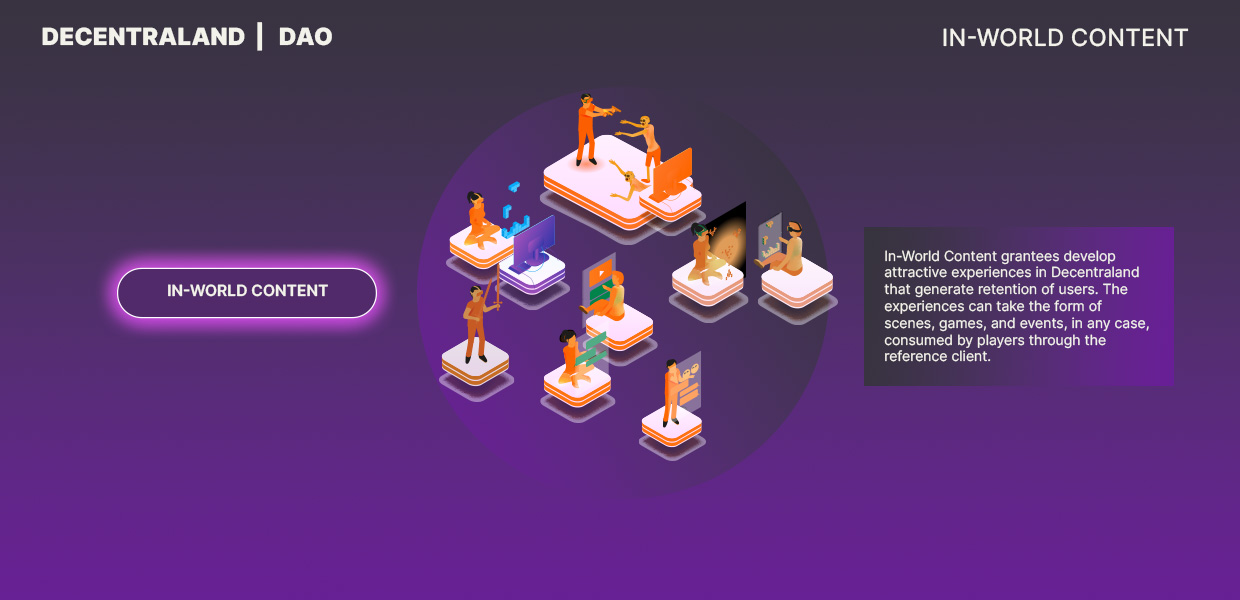 DECENTRALAND | DAO
IN-WORLD CONTENT
IN-WORLD CONTENT
In-World Content grantees develop
attractive experiences in Decentraland
that generate retention of users. The
experiences can take the form of
scenes, games, and events, in any case,
consumed by players through the
reference client.